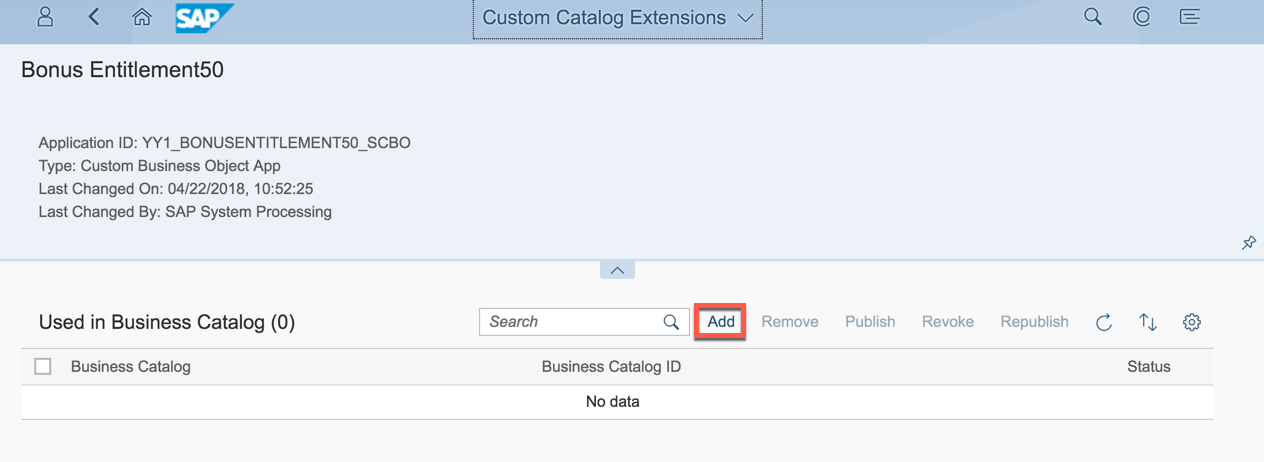 SAP Custom Catalog Extensions
Bonus Entitlement50
Application ID: YY1_BONUSENTITLEMENT50_SCBO
Type: Custom Business Object App
Last Changed On: 04/22/2018, 10:52:25
Last Changed By: SAP System Processing
Used in Business Catalog (0) Search Add Remove Publish Revoke Republish
Business Catalog Business Catalog ID Status
No data